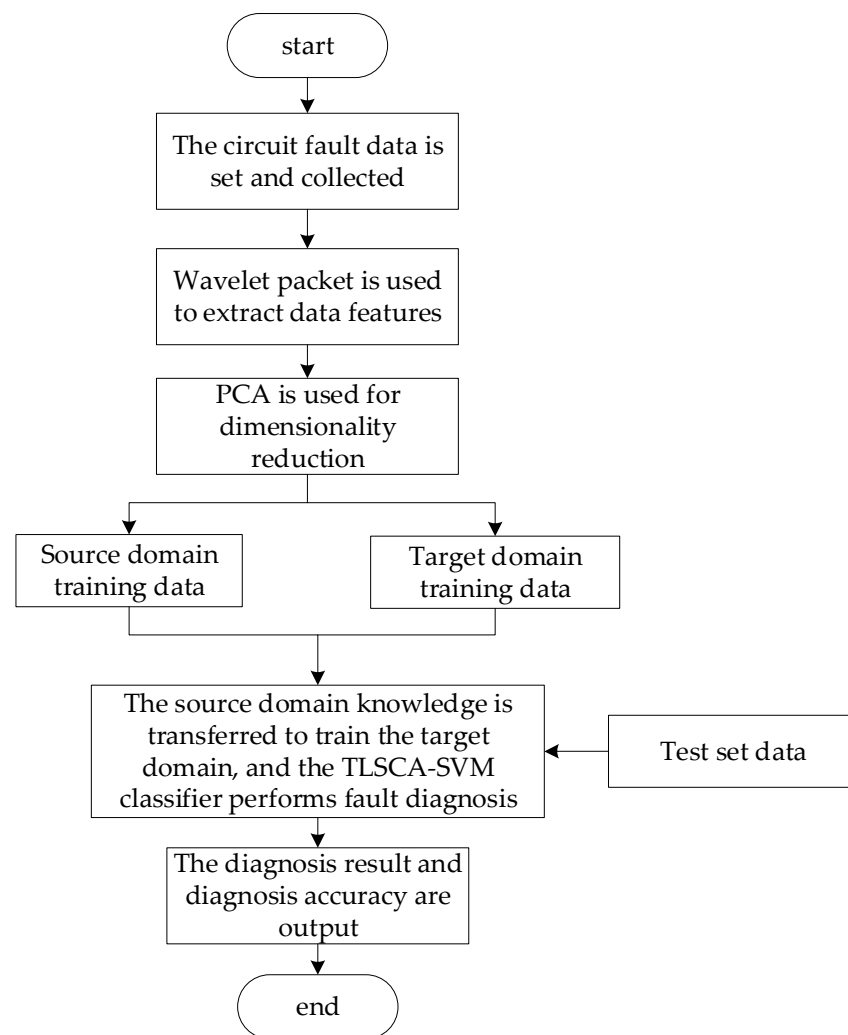 start
The circuit fault data is
set and collected
Wavelet packet is used
to extract data features
PCA is used for
dimensionality
reduction
Source domain
training data
Target domain
training data
The source domain knowledge is
transferred to train the target
domain, and the TLSCA-SVM
classifier performs fault diagnosis
Test set data
The diagnosis result and
diagnosis accuracy are
output
end